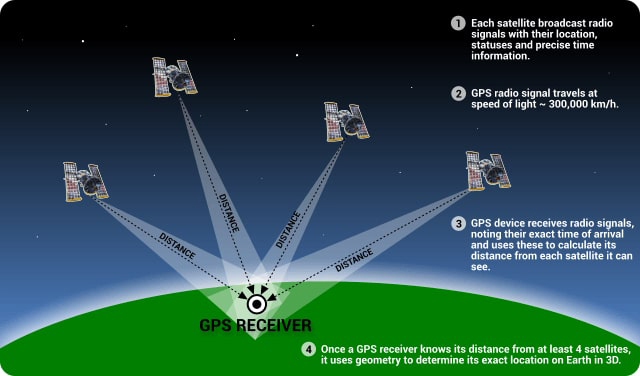 1 Each satellite broadcast radio
signals with their location,
statuses and precise time
information.
2 GPS radio signal travels at
speed of light ~ 300,000 km/h.
3 GPS device receives radio signals,
noting their exact time of arrival
and uses these to calculate its
distance from each satellite it can
see.
DISTANCE
DISTANCE
DISTANCE
DISTANCE
GPS RECEIVER
4 Once a GPS receiver knows its distance from at least 4 satellites,
it uses geometry to determine its exact location on Earth in 3D.